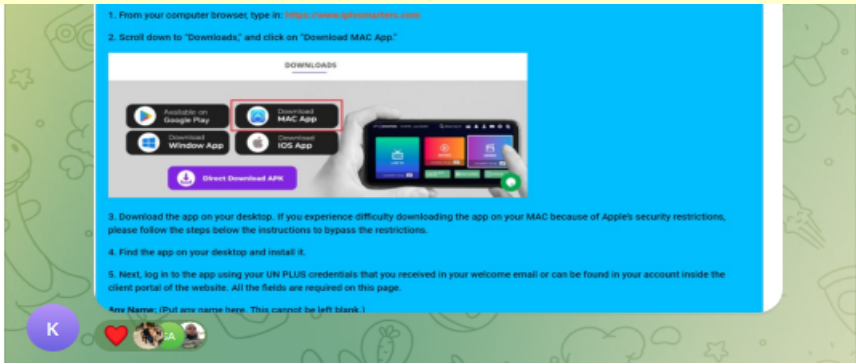 1. From your computer browser, type in: https://www.iptvsmarters.com
2. Scroll down to "Downloads," and click on "Download MAC App."
DOWNLOADS
Available on
Google Play
Download
MAC App
Download
Window App
Download
IOS App
Direct Download APK
3. Download the app on your desktop. If you experience difficulty downloading the app on your MAC because of Apple's security restrictions,
please follow the steps below the instructions to bypass the restrictions.
4. Find the app on your desktop and install it.
5. Next, log in to the app using your UN PLUS credentials that you received in your welcome email or can be found in your account inside the
client portal of the website. All the fields are required on this page.
Any Name: (Put any name here. This cannot be left blank.)
K